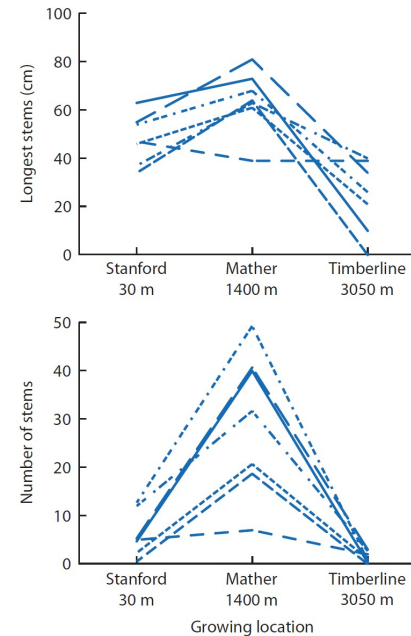 Longest stems (cm)
100
80
60
40
20
0
Stanford Mather Timberline
30 m 1400 m 3050 m
Number of stems
50
40
30
20
10
0
Stanford Mather Timberline
30 m 1400 m 3050 m
Growing location